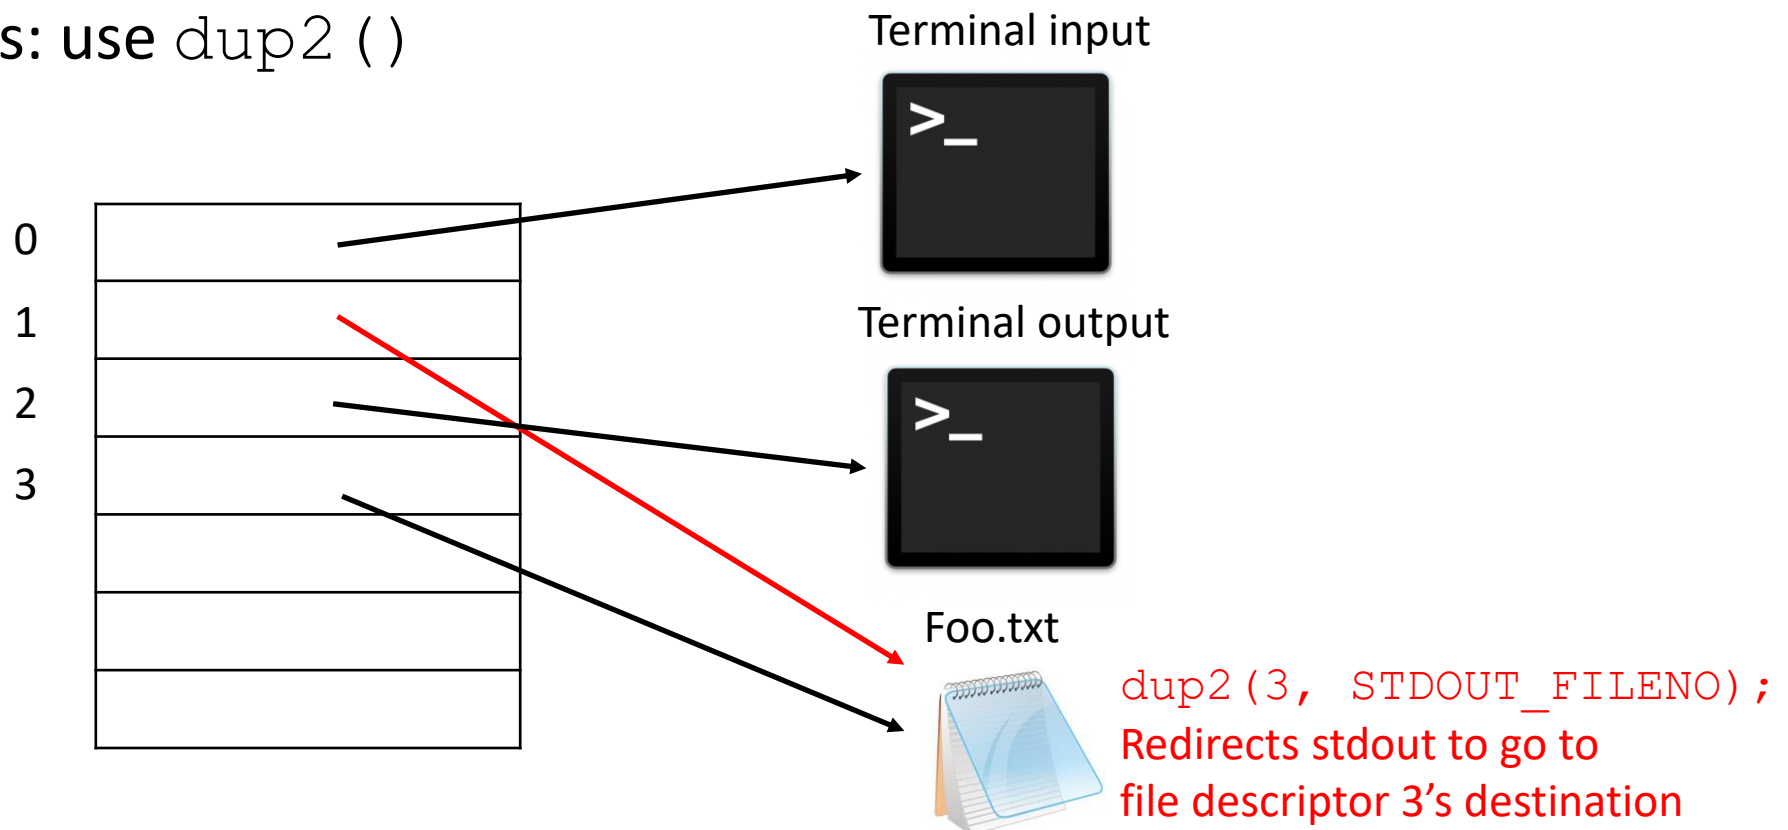 s: use dup2()
Terminal input
>_
0
1
Terminal output
2
>_
3
Foo.txt
dup2(3, STDOUT_FILENO);
Redirects stdout to go to
file descriptor 3’s destination